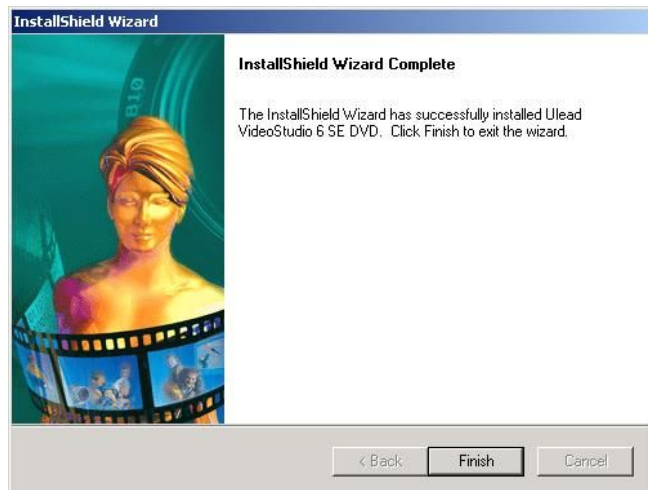 InstallShield Wizard
InstallShield Wizard Complete
The InstallShield Wizard has successfully installed Ulead
VideoStudio 6 SE DVD. Click Finish to exit the wizard.
B10
< Back
Finish
Cancel